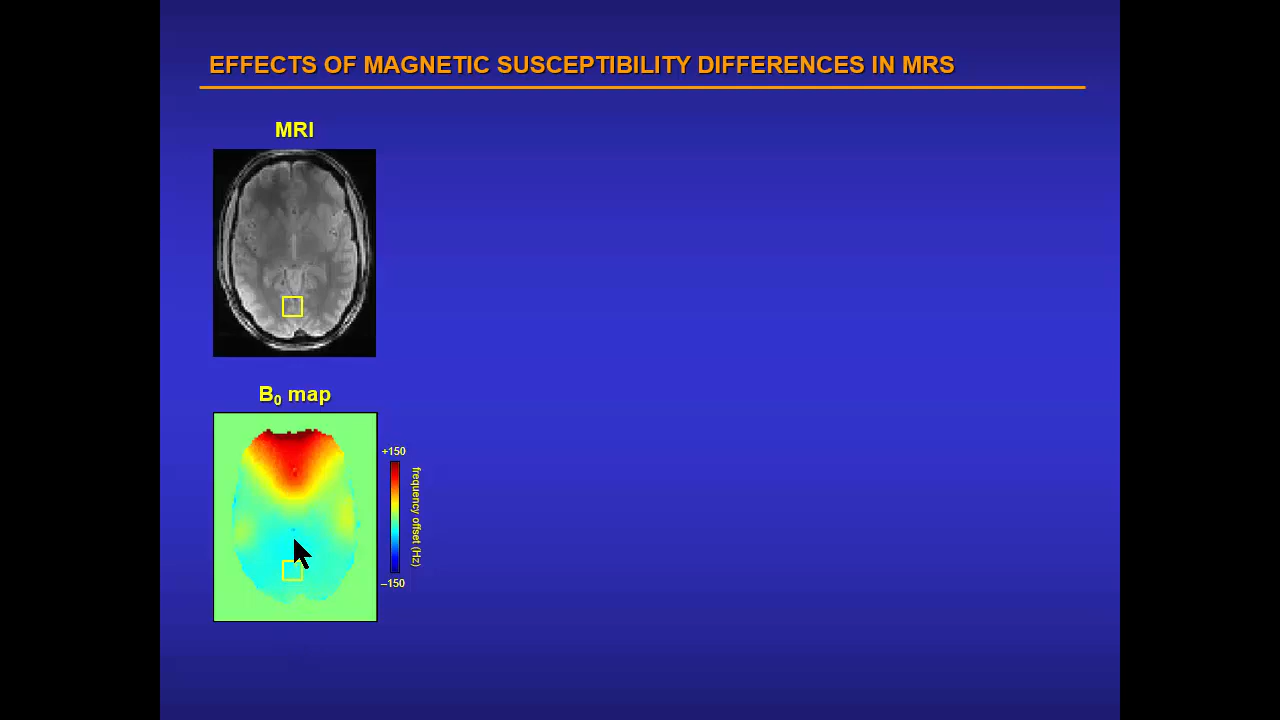 EFFECTS OF MAGNETIC SUSCEPTIBILITY DIFFERENCES IN MRS
MRI
B0 map
+150
frequency offset (Hz)
–150